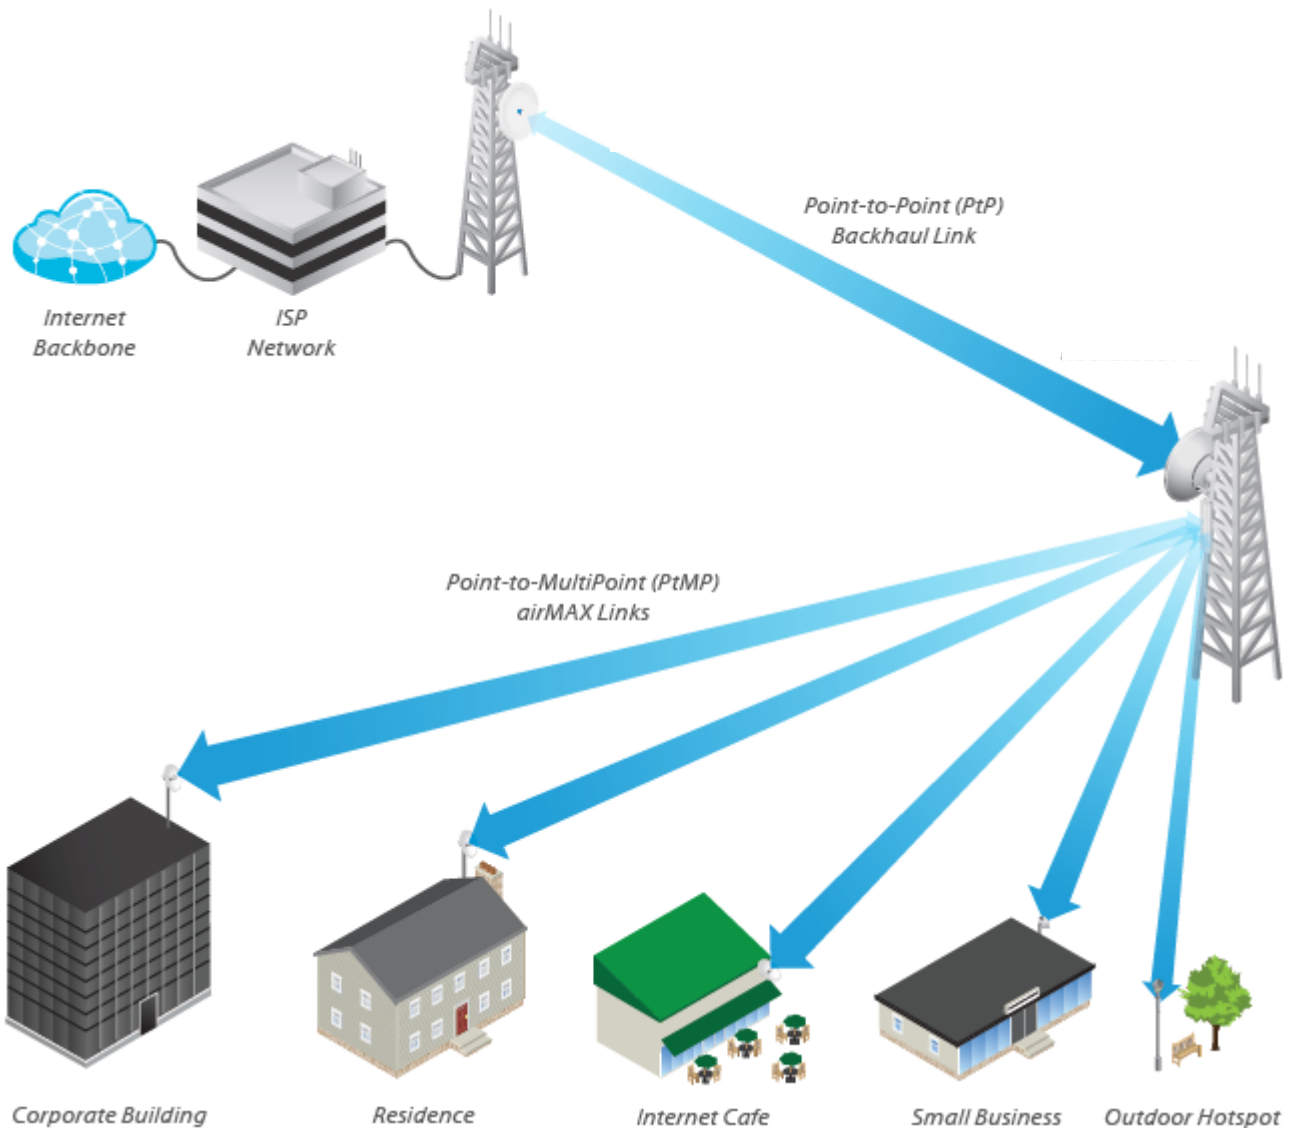 Point-to-Point (PtP)
Backhaul Link
Internet
Backbone
ISP
Network
Point-to-MultiPoint (PtMP)
airMAX Links
Corporate Building
Residence
Internet Cafe
Small Business
Outdoor Hotspot